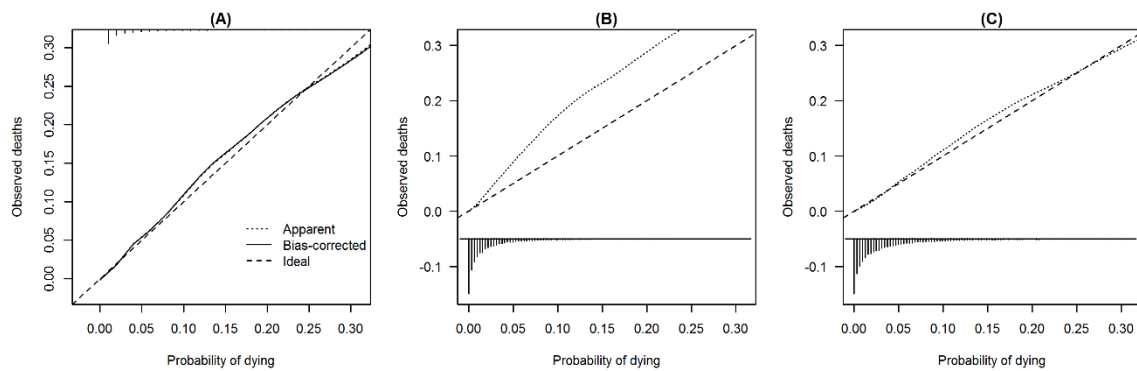 (A)
Observed deaths
0.30
0.25
0.20
0.15
0.10
0.05
0.00
Apparent
Bias-corrected
Ideal
0.00 0.05 0.10 0.15 0.20 0.25 0.30
Probability of dying
(B)
Observed deaths
0.3
0.2
0.1
0.0
-0.1
0.00 0.05 0.10 0.15 0.20 0.25 0.30
Probability of dying
(C)
Observed deaths
0.3
0.2
0.1
0.0
-0.1
0.00 0.05 0.10 0.15 0.20 0.25 0.30
Probability of dying